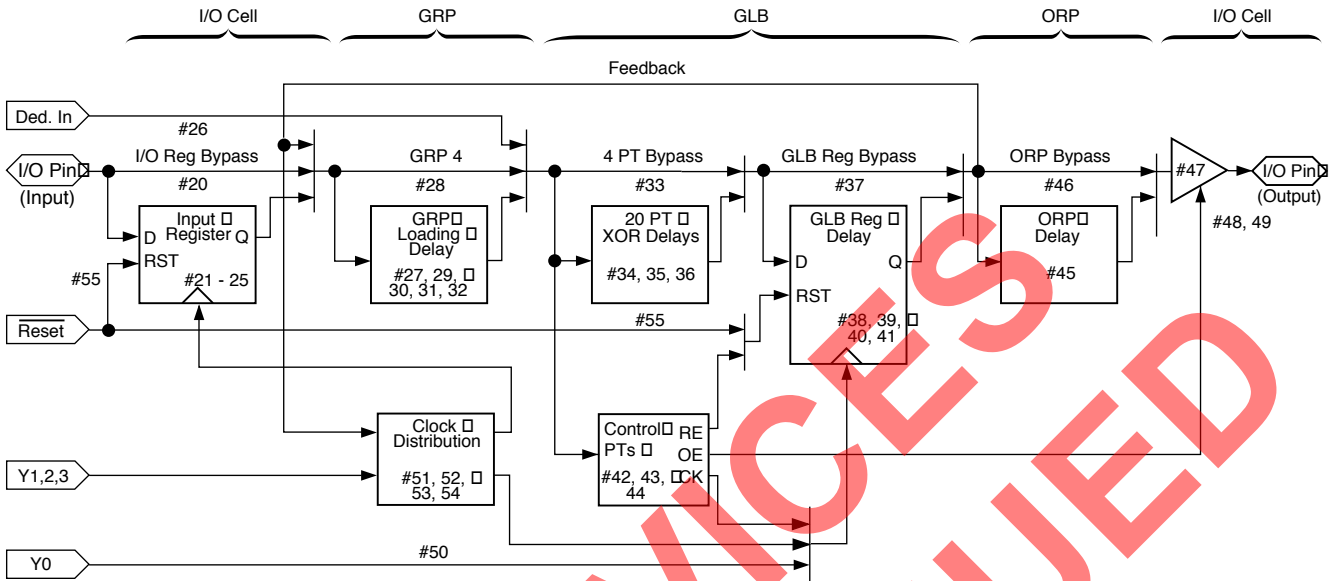 I/O Cell
GRP
GLB
ORP
I/O Cell
Feedback
Ded. In
#26
I/O Pin
(Input)
I/O Reg Bypass
#20
GRP 4
#28
4 PT Bypass
#33
GLB Reg Bypass
#37
ORP Bypass
#46
#47
I/O Pin
(Output)
#48, 49
Input
Register
D
Q
RST
#21 - 25
#55
GRP
Loading
Delay
#27, 29,
30, 31, 32
20 PT
XOR Delays
#34, 35, 36
GLB Reg
Delay
D
Q
RST
#38, 39,
40, 41
ORP
Delay
#45
Reset
#55
Clock
Distribution
#51, 52,
53, 54
Control
PTs
#42, 43,
44
RE
OE
CK
Y1,2,3
Y0
#50
VICES
UED